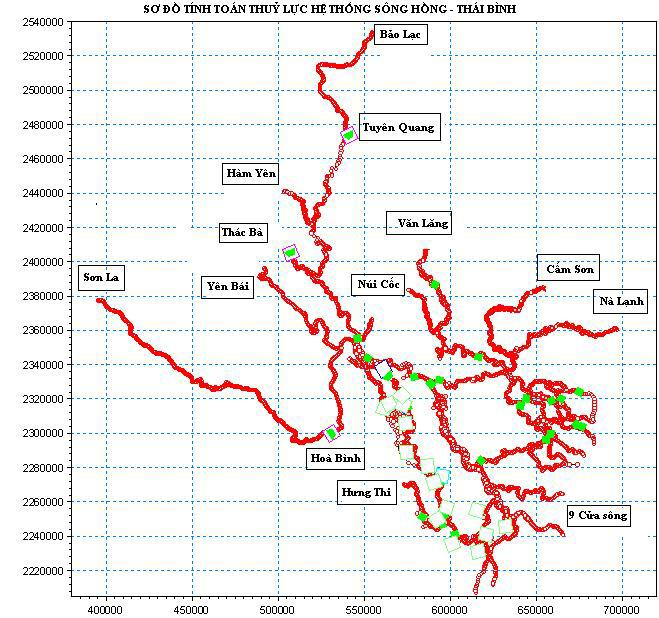 SƠ ĐỒ TÍNH TOÁN THUỶ LỰC HỆ THỐNG SÔNG HỒNG - THÁI BÌNH
2540000
Bảo Lạc
2520000
2500000
2480000
Tuyên Quang
2460000
Hàm Yên
2440000
Văn Lăng
Thác Bà
2420000
2400000
Cấm Sơn
Sơn La
Núi Cốc
Yên Bái
2380000
Nà Lạnh
2360000
2340000
2320000
2300000
Hoà Bình
2280000
Hưng Thi
2260000
9 Cửa sông
2240000
2220000
400000 450000 500000 550000 600000 650000 700000